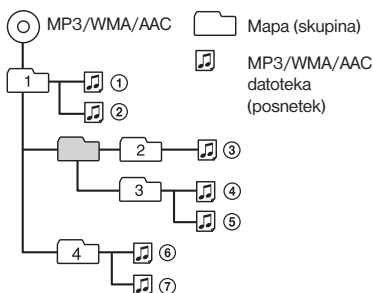 MP3/WMA/AAC
Mapa (skupina)
MP3/WMA/AAC
datoteka
(posnetek)
1
①
②
2
③
3
④
⑤
4
⑥
⑦